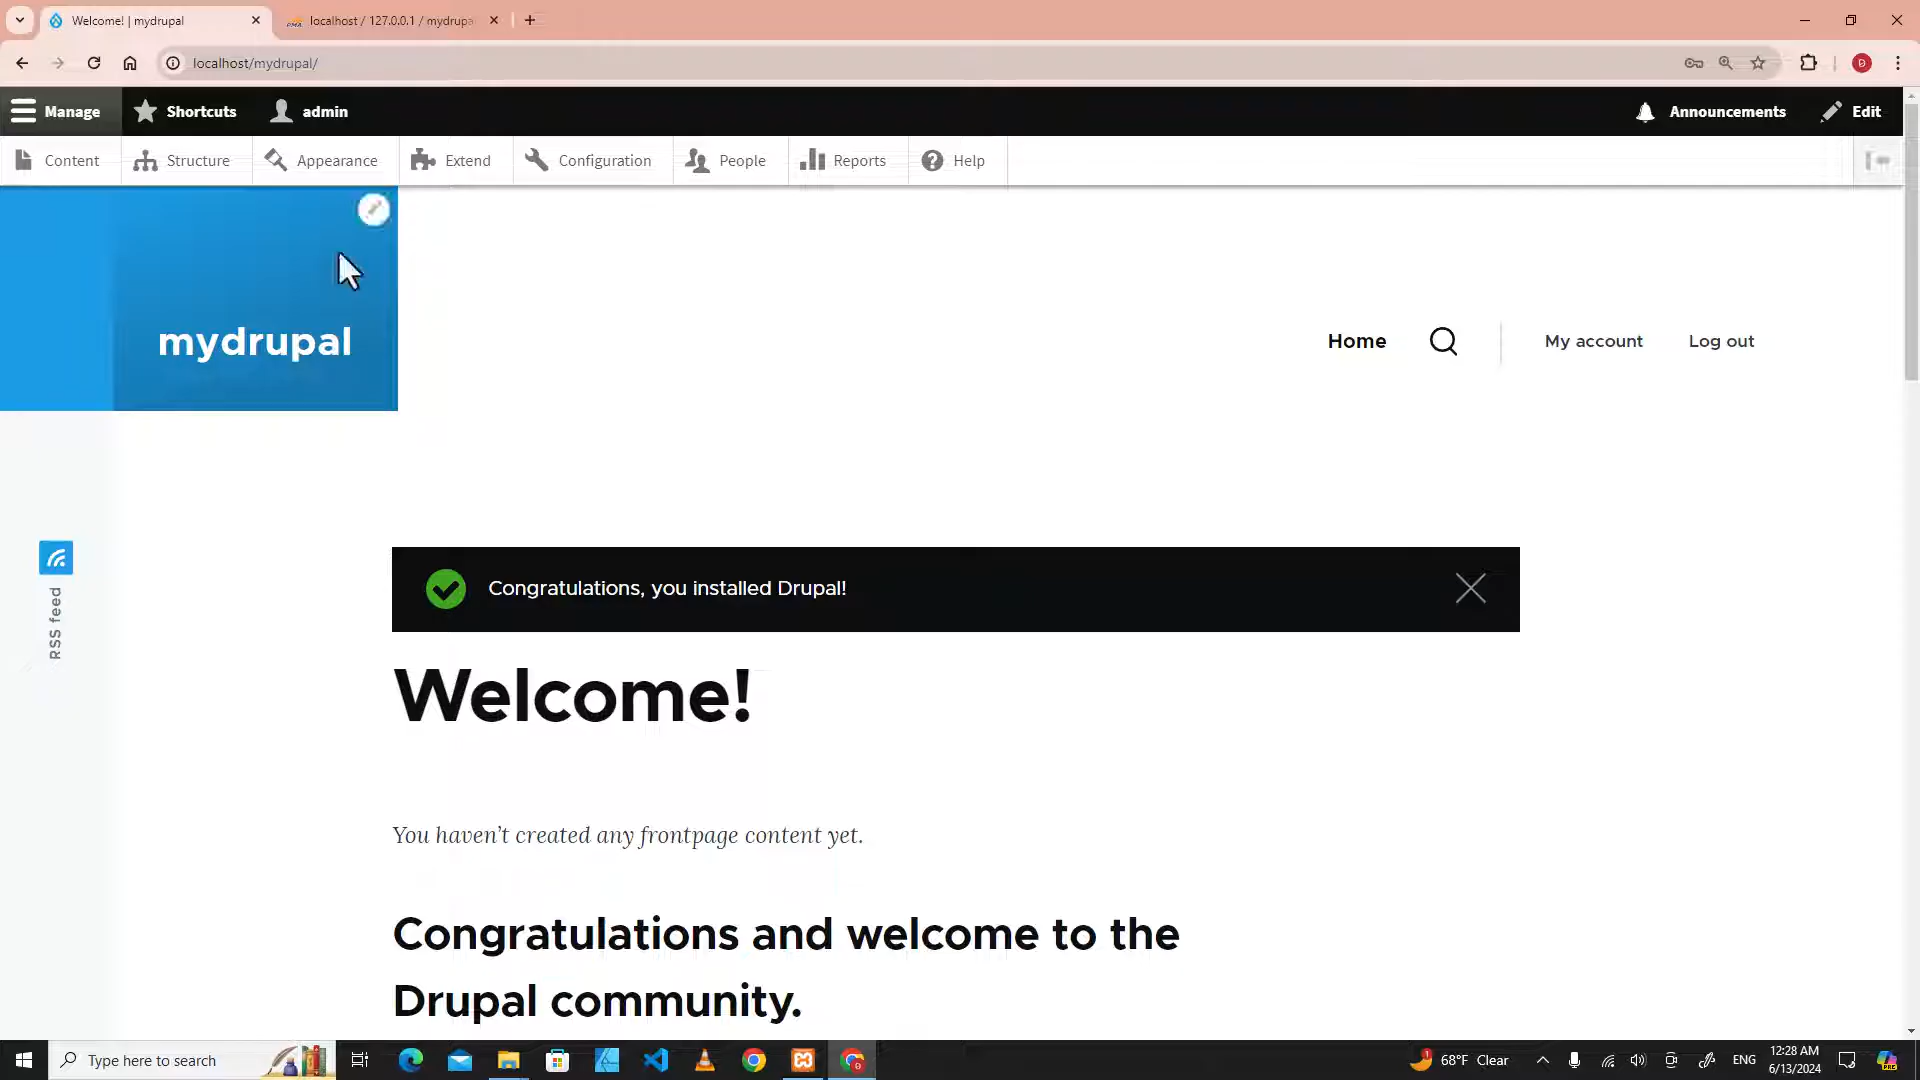 Welcome! | mydrupal
localhost / 127.0.0.1 / mydrupa
localhost/mydrupal/
Manage
Shortcuts
admin
Announcements
Edit
Content
Structure
Appearance
Extend
Configuration
People
Reports
Help
mydrupal
Home
My account
Log out
RSS feed
Congratulations, you installed Drupal!
Welcome!
You haven’t created any frontpage content yet.
Congratulations and welcome to the
Drupal community.
Type here to search
68°F Clear
ENG
12:28 AM
6/13/2024